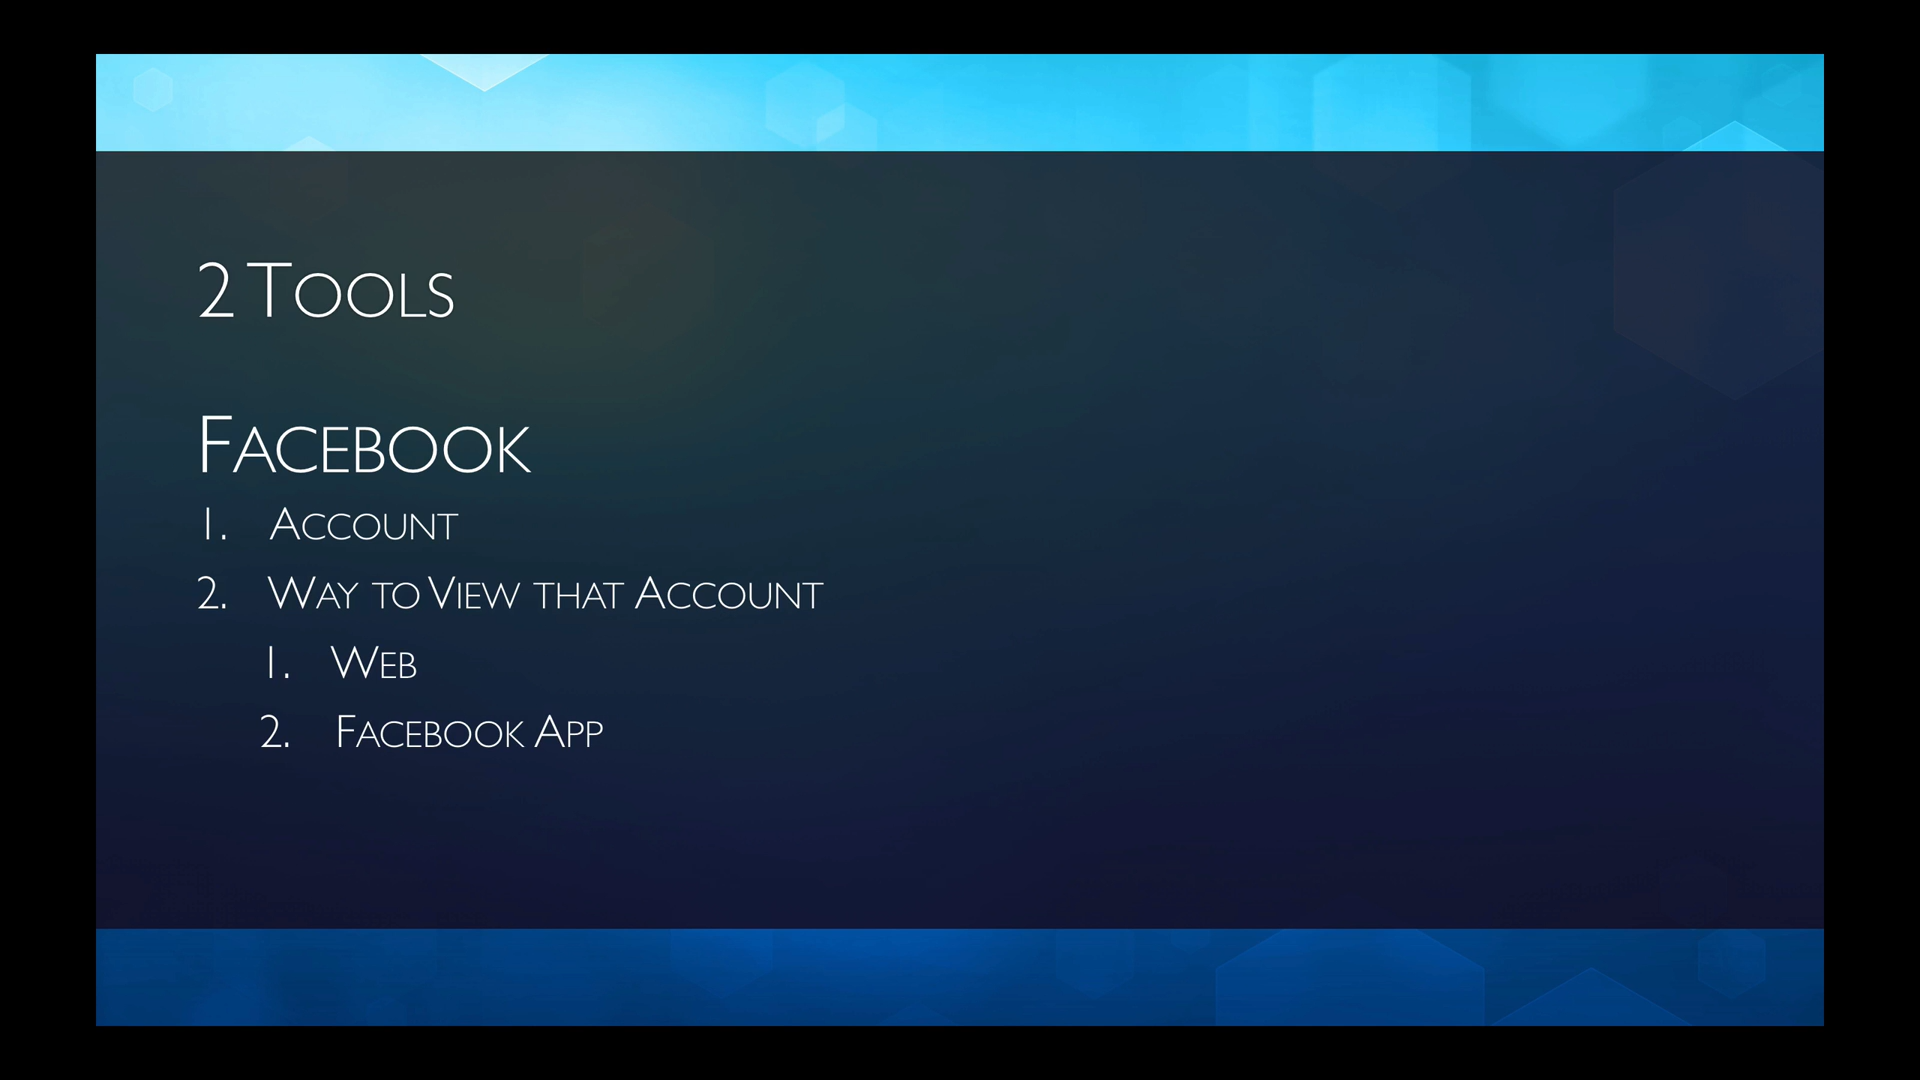 2 Tools
Facebook
1. Account
2. Way to View that Account
1. Web
2. Facebook App